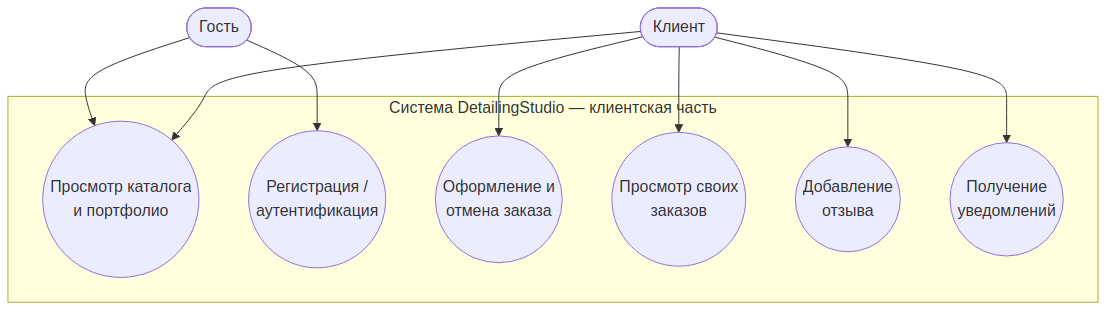 Гость
Клиент
Система DetailingStudio — клиентская часть
Просмотр каталога
и портфолио
Регистрация /
аутентификация
Оформление и
отмена заказа
Просмотр своих
заказов
Добавление
отзыва
Получение
уведомлений